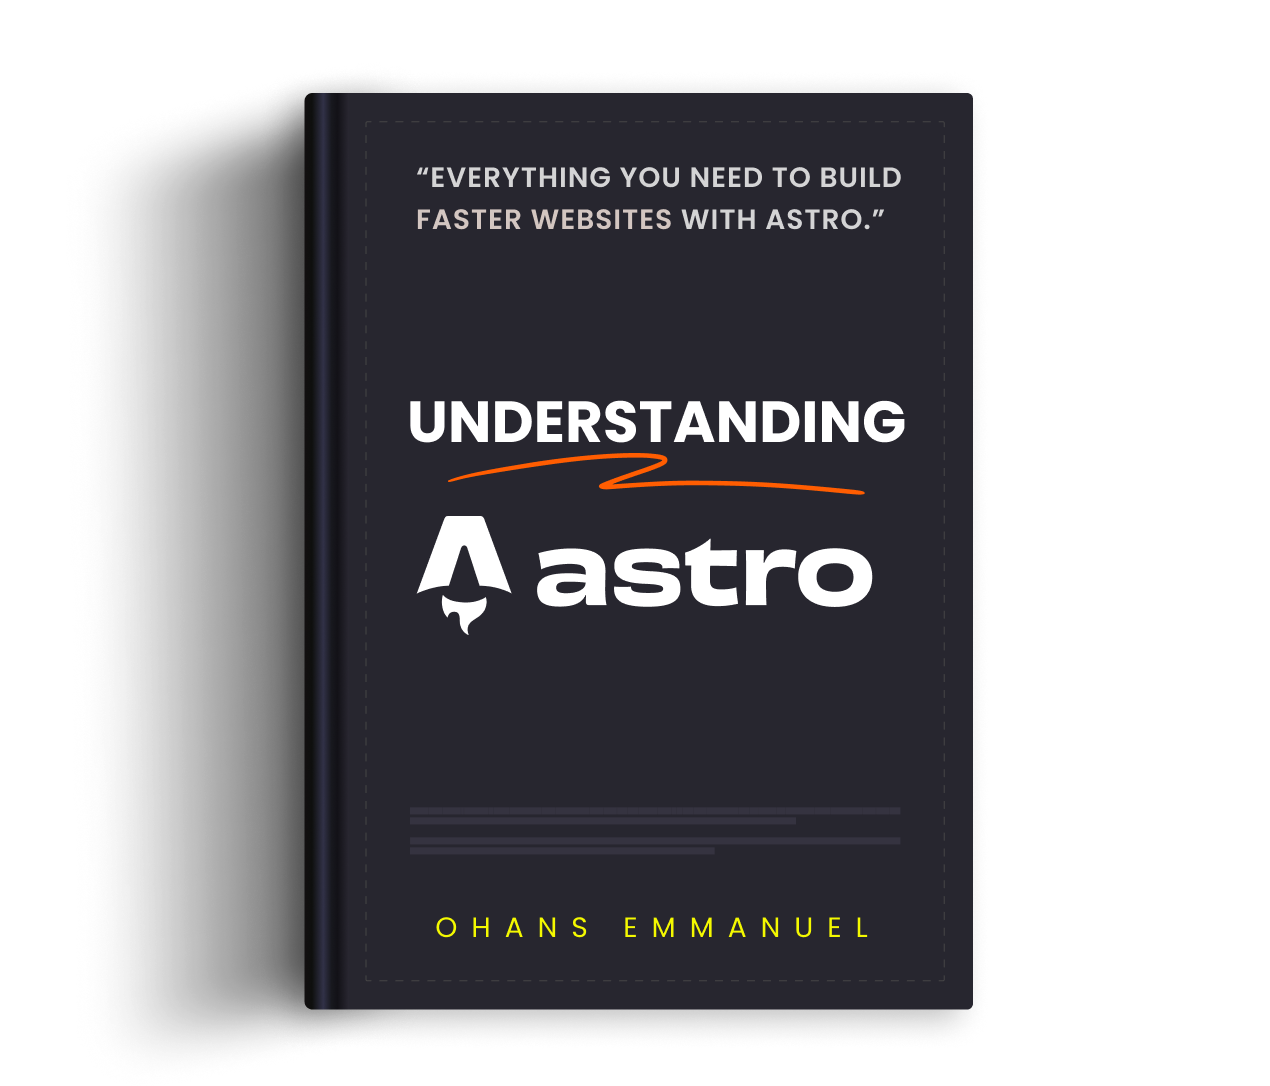 “EVERYTHING YOU NEED TO BUILD
FASTER WEBSITES WITH ASTRO.”
UNDERSTANDING
astro
OHANS EMMANUEL